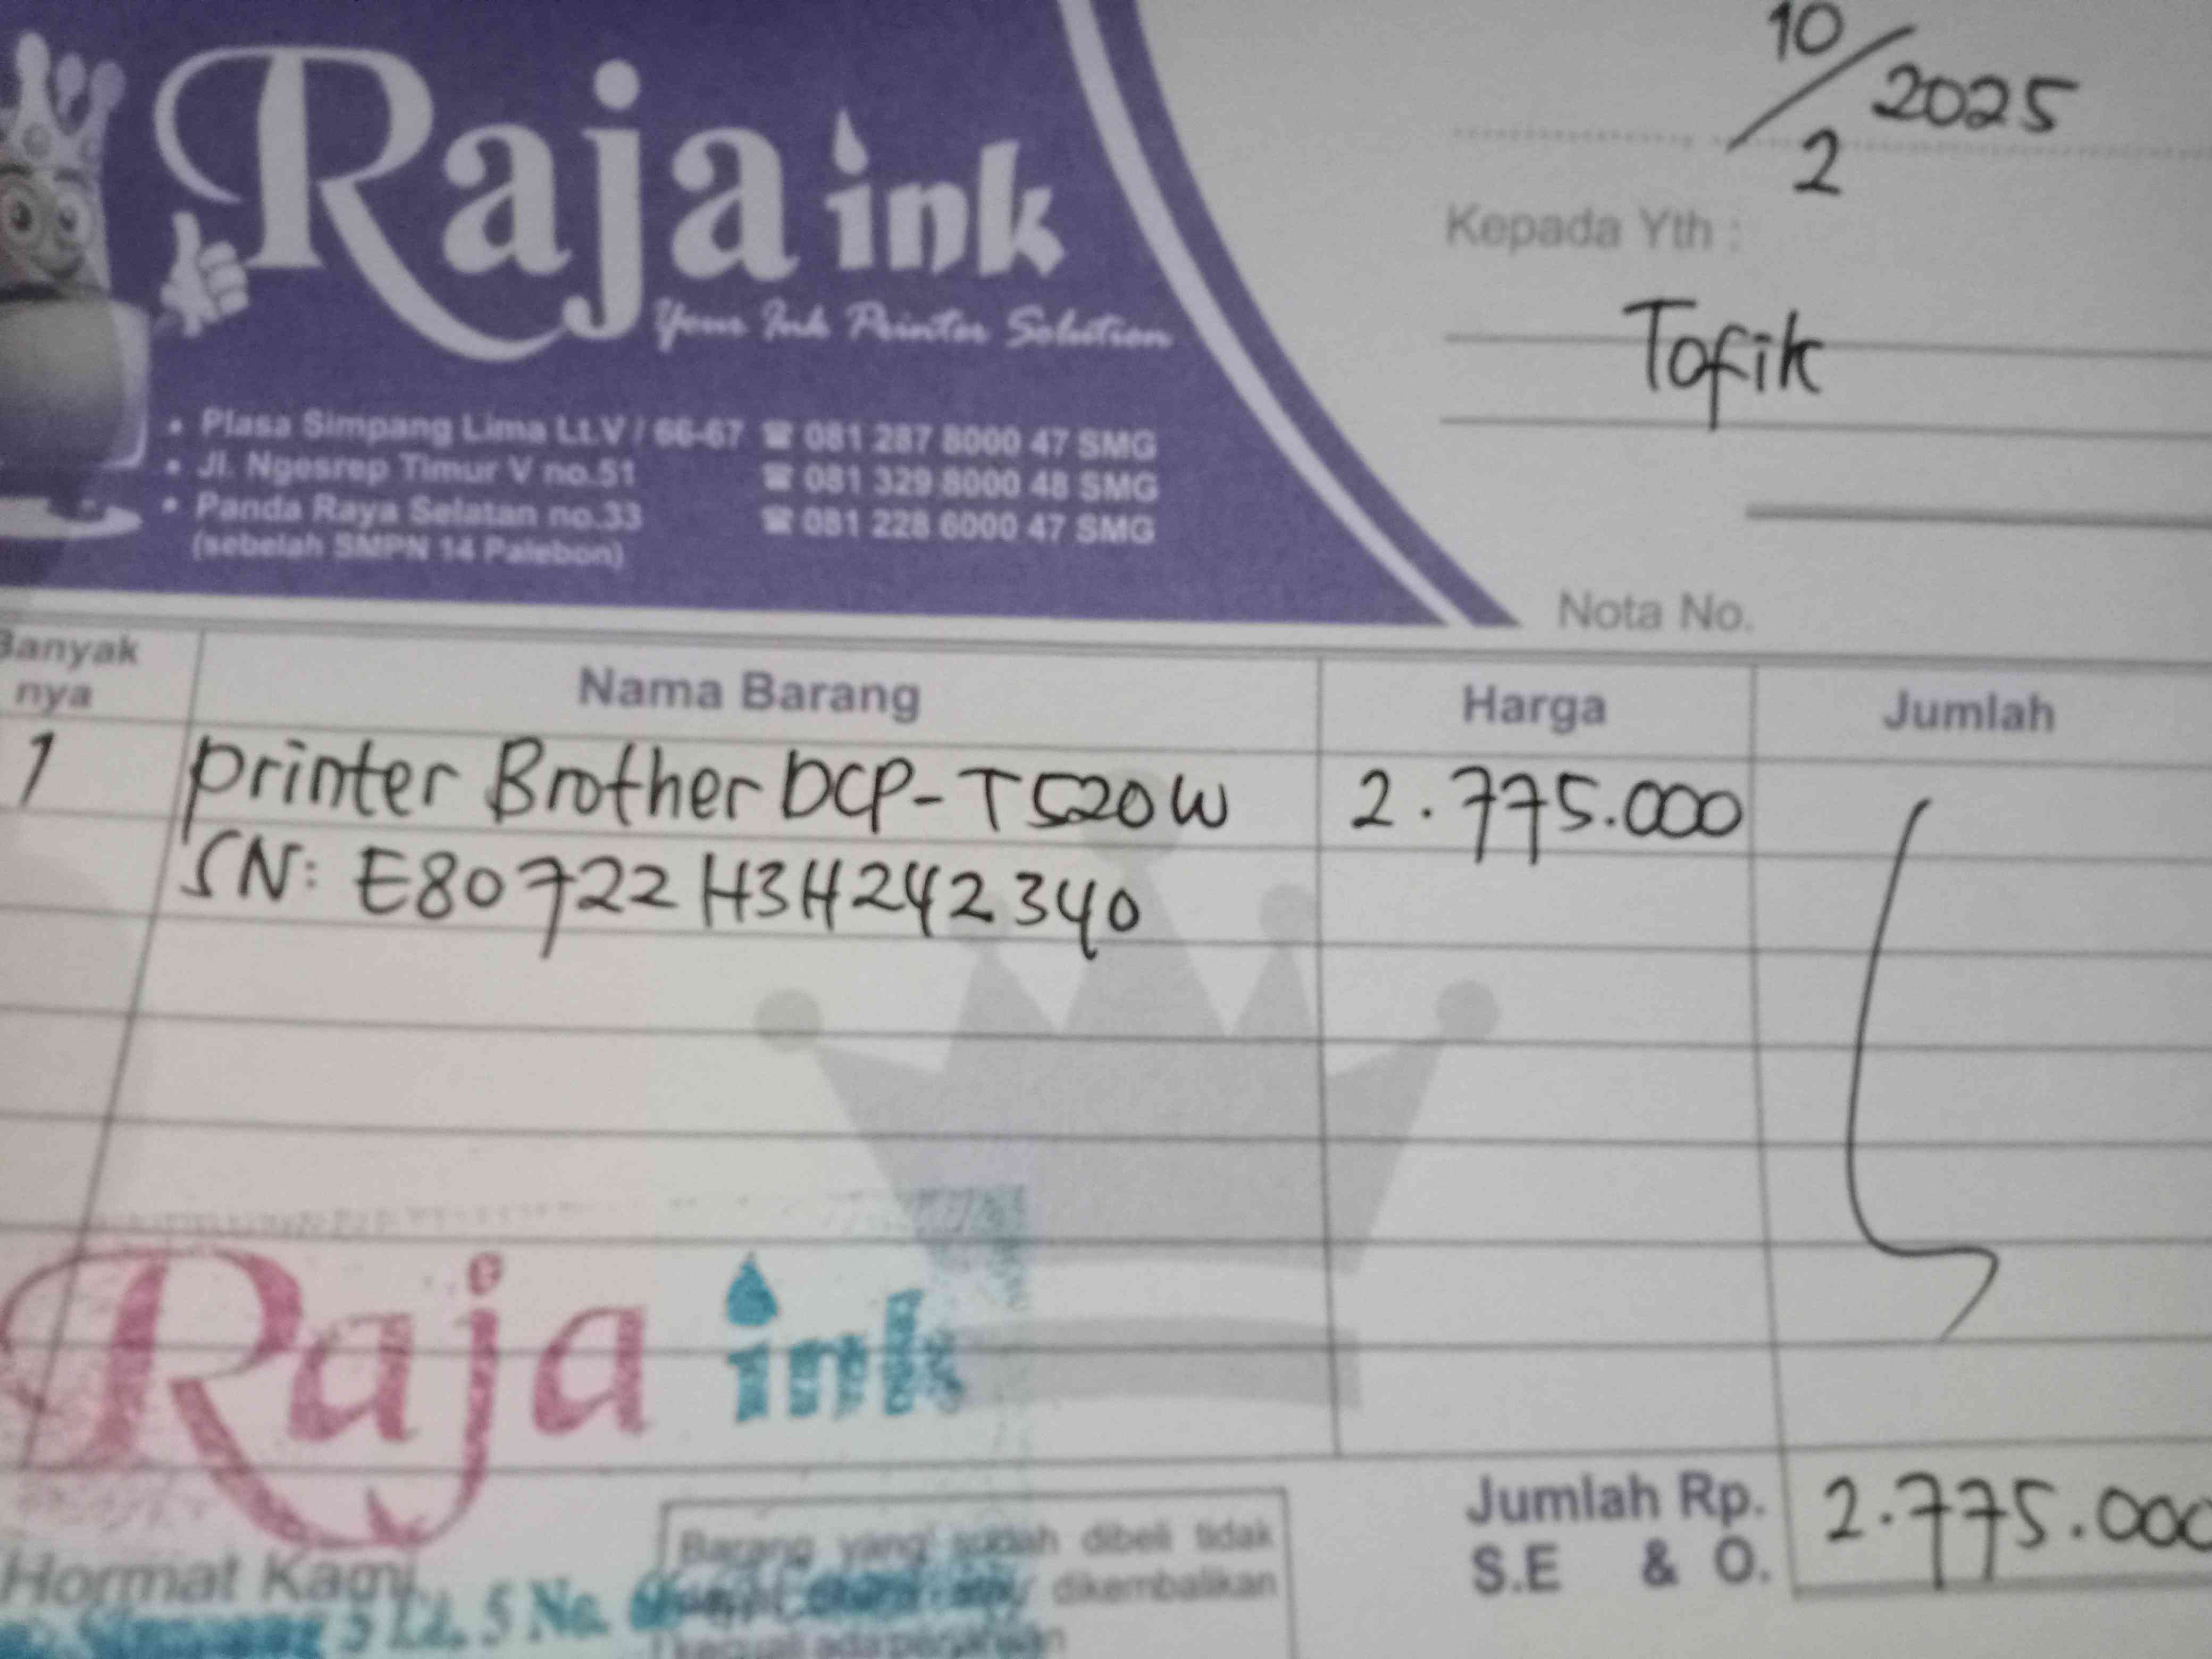 Raja ink
Your Ink Printer Solution
• Plasa Simpang Lima Lt.V / 66-67 ☎ 081 287 8000 47 SMG
• Jl. Ngesrep Timur V no.51 ☎ 081 329 8000 48 SMG
• Panda Raya Selatan no.33 ☎ 081 228 6000 47 SMG
(sebelah SMPN 14 Palebon)
10/2 2025
Kepada Yth :
Tofik
Nota No.
Banyak nya Nama Barang Harga Jumlah
1 printer Brother DCP-T520W 2.775.000
SN: E80722H3H242340
Raja ink
Hormat Kami
5 Lt. 5 No.
Barang yang sudah dibeli tidak
dikembalikan
Jumlah Rp. 2.775.000
S.E & O.